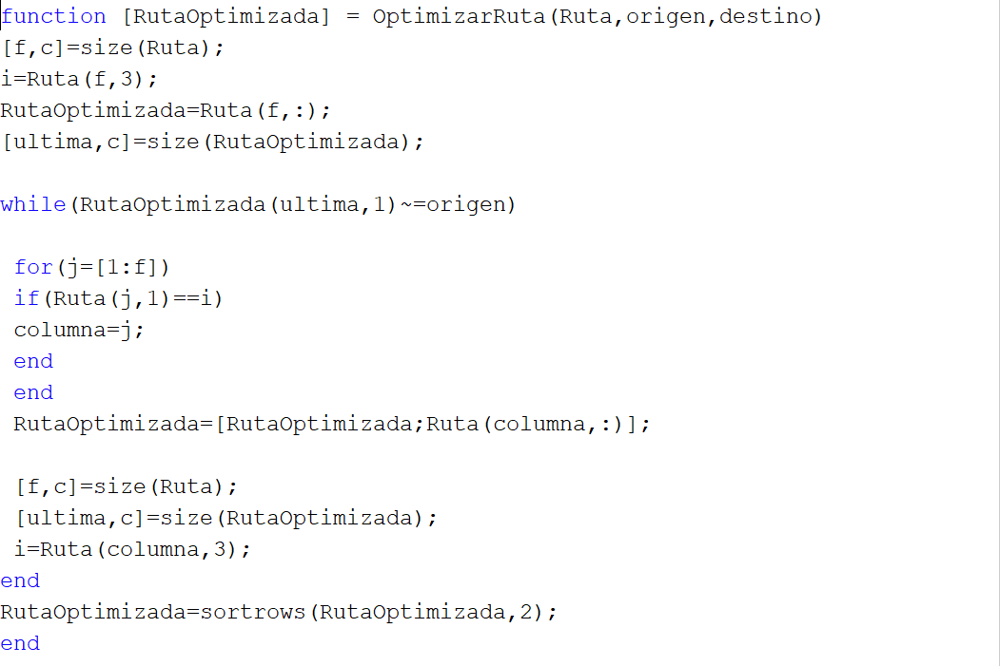 function [RutaOptimizada] = OptimizarRuta(Ruta,origen,destino)
[f,c]=size(Ruta);
i=Ruta(f,3);
RutaOptimizada=Ruta(f,:);
[ultima,c]=size(RutaOptimizada);
while(RutaOptimizada(ultima,1)~=origen)
for(j=[1:f])
if(Ruta(j,1)==i)
columna=j;
end
end
RutaOptimizada=[RutaOptimizada;Ruta(columna,:)];
[f,c]=size(Ruta);
[ultima,c]=size(RutaOptimizada);
i=Ruta(columna,3);
end
RutaOptimizada=sortrows(RutaOptimizada,2);
end